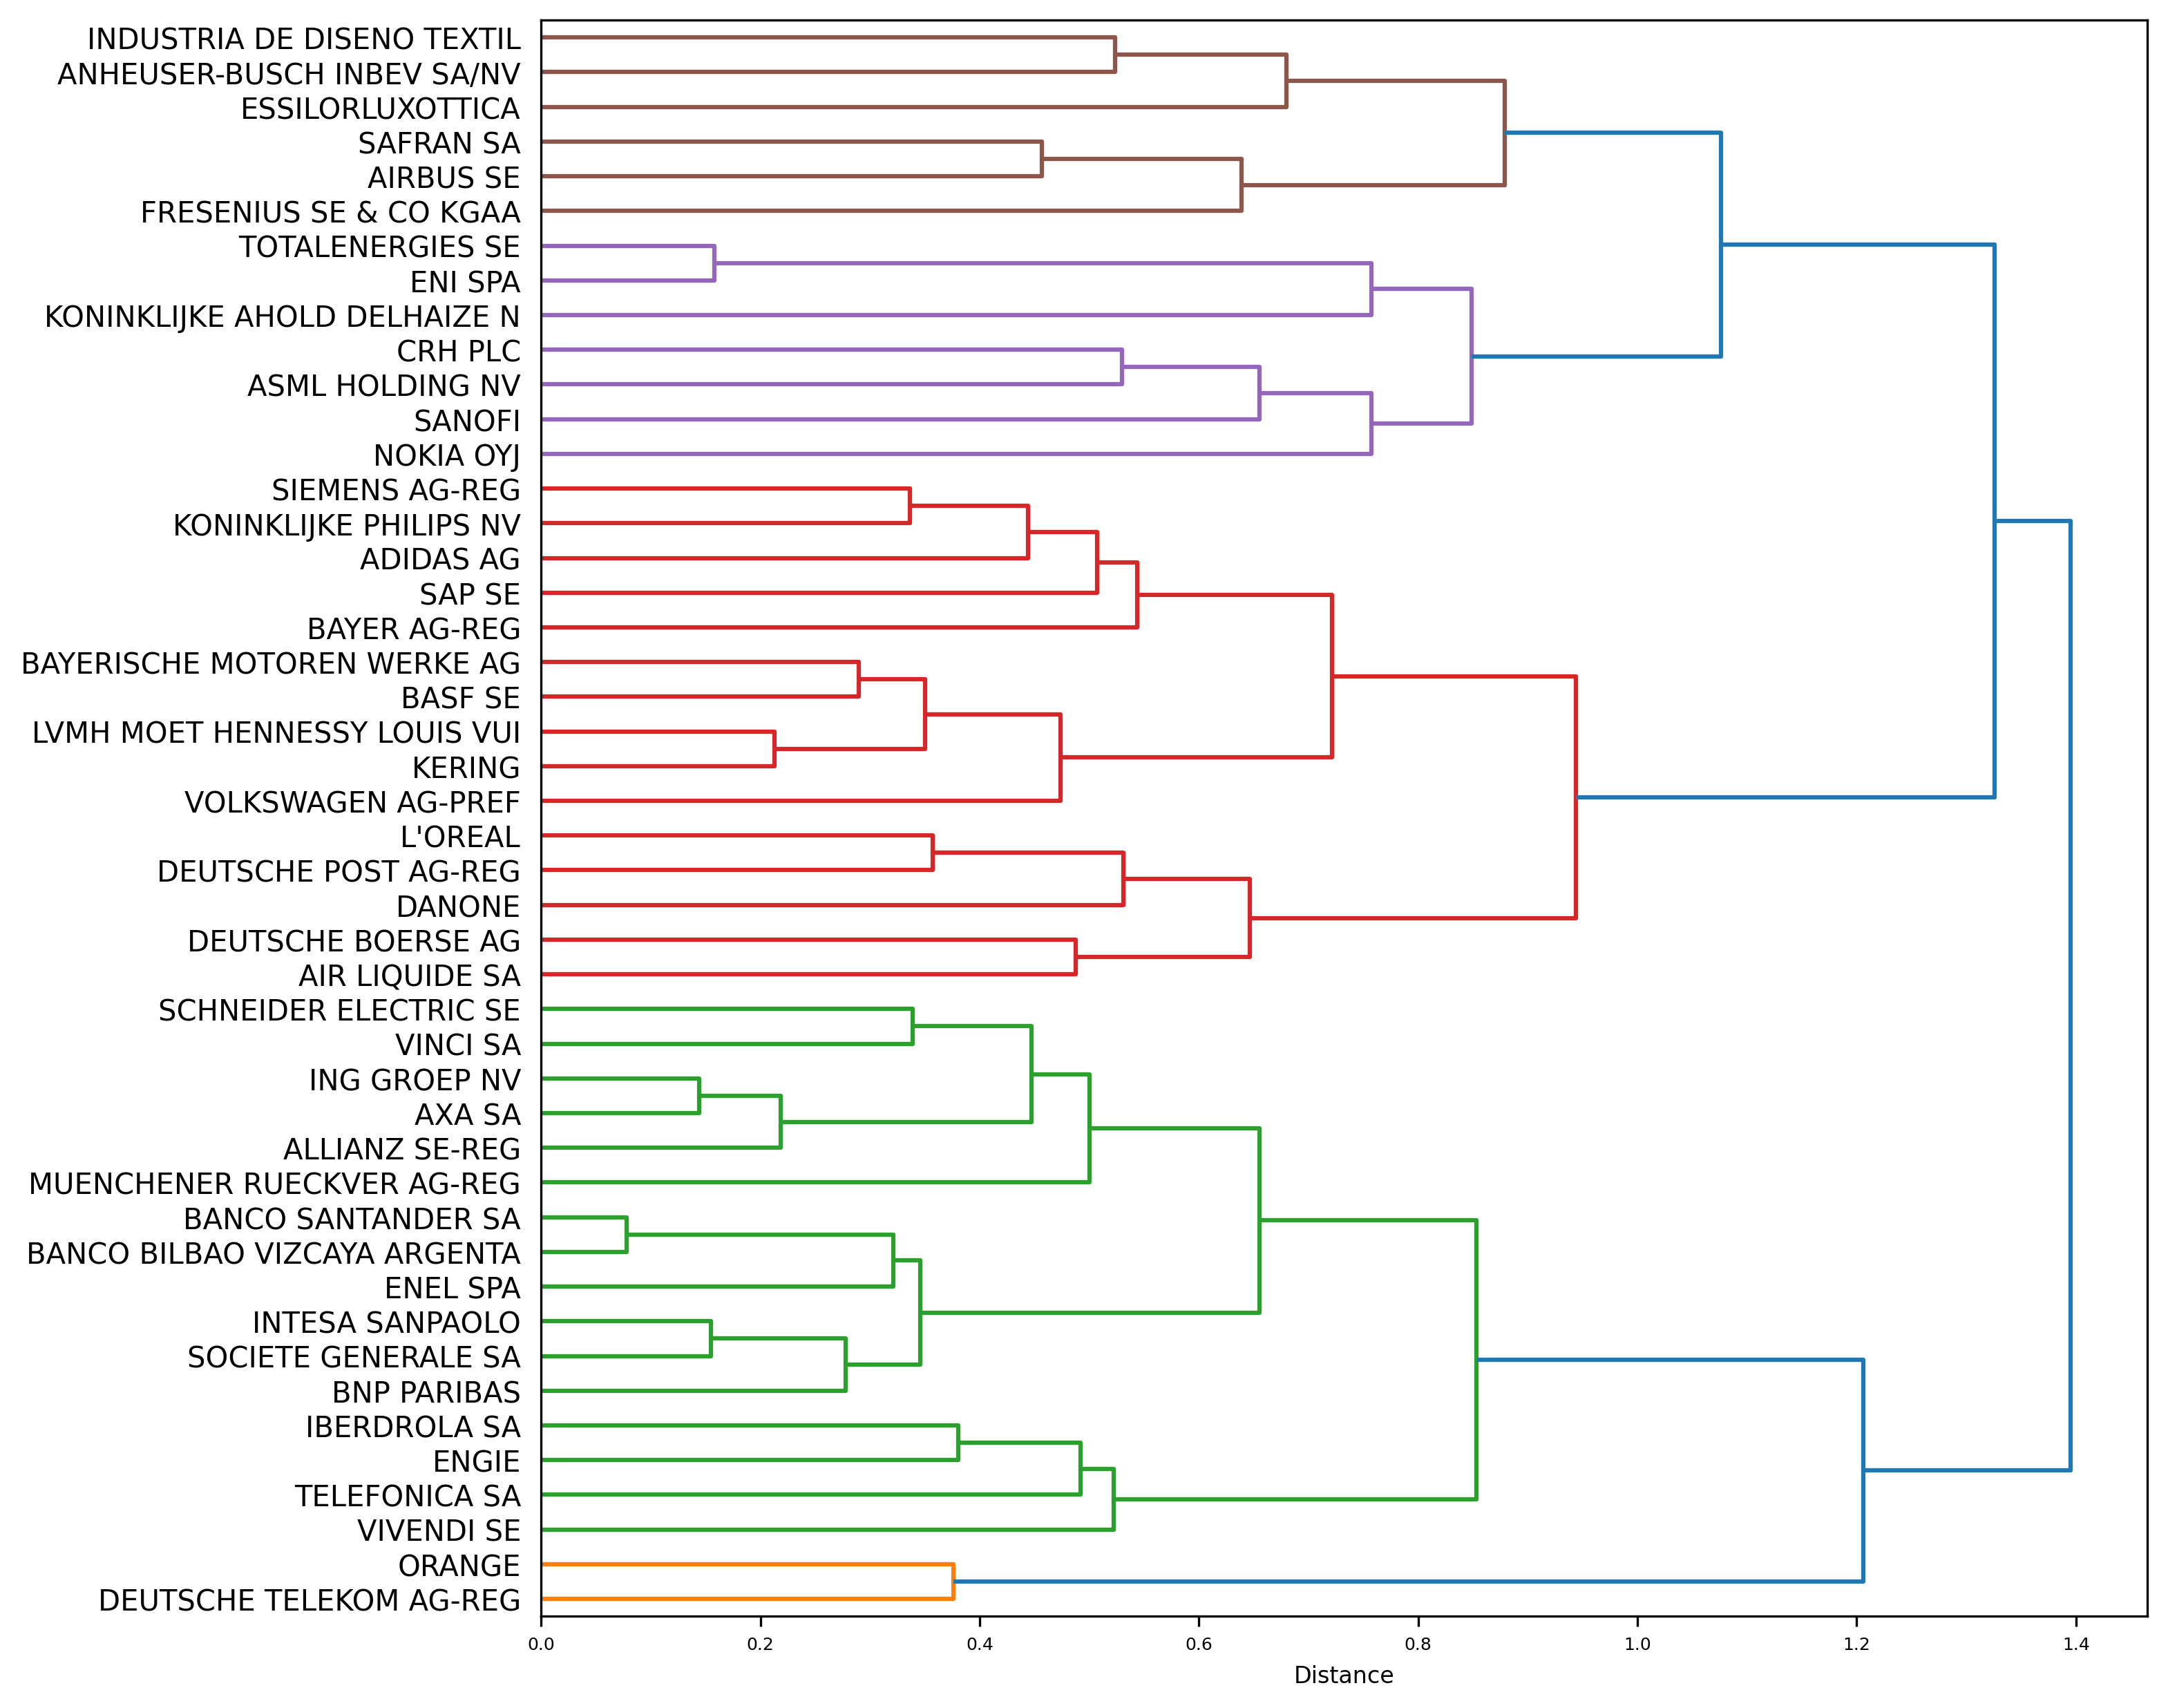 INDUSTRIA DE DISENO TEXTIL
ANHEUSER-BUSCH INBEV SA/NV
ESSILORLUXOTTICA
SAFRAN SA
AIRBUS SE
FRESENIUS SE & CO KGAA
TOTALENERGIES SE
ENI SPA
KONINKLIJKE AHOLD DELHAIZE N
CRH PLC
ASML HOLDING NV
SANOFI
NOKIA OYJ
SIEMENS AG-REG
KONINKLIJKE PHILIPS NV
ADIDAS AG
SAP SE
BAYER AG-REG
BAYERISCHE MOTOREN WERKE AG
BASF SE
LVMH MOET HENNESSY LOUIS VUI
KERING
VOLKSWAGEN AG-PREF
L'OREAL
DEUTSCHE POST AG-REG
DANONE
DEUTSCHE BOERSE AG
AIR LIQUIDE SA
SCHNEIDER ELECTRIC SE
VINCI SA
ING GROEP NV
AXA SA
ALLIANZ SE-REG
MUENCHENER RUECKVER AG-REG
BANCO SANTANDER SA
BANCO BILBAO VIZCAYA ARGENTA
ENEL SPA
INTESA SANPAOLO
SOCIETE GENERALE SA
BNP PARIBAS
IBERDROLA SA
ENGIE
TELEFONICA SA
VIVENDI SE
ORANGE
DEUTSCHE TELEKOM AG-REG
0.0 0.2 0.4 0.6 0.8 1.0 1.2 1.4
Distance